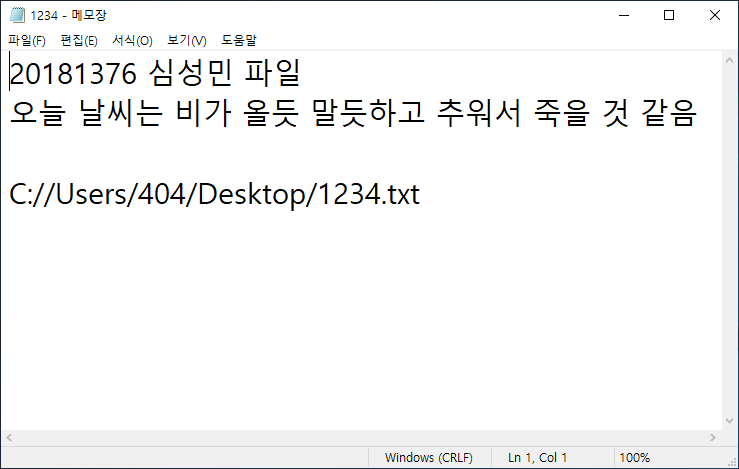 1234 - 메모장
파일(F) 편집(E) 서식(O) 보기(V) 도움말
20181376 심성민 파일
오늘 날씨는 비가 올듯 말듯하고 추워서 죽을 것 같음
C://Users/404/Desktop/1234.txt
Windows (CRLF) Ln 1, Col 1 100%